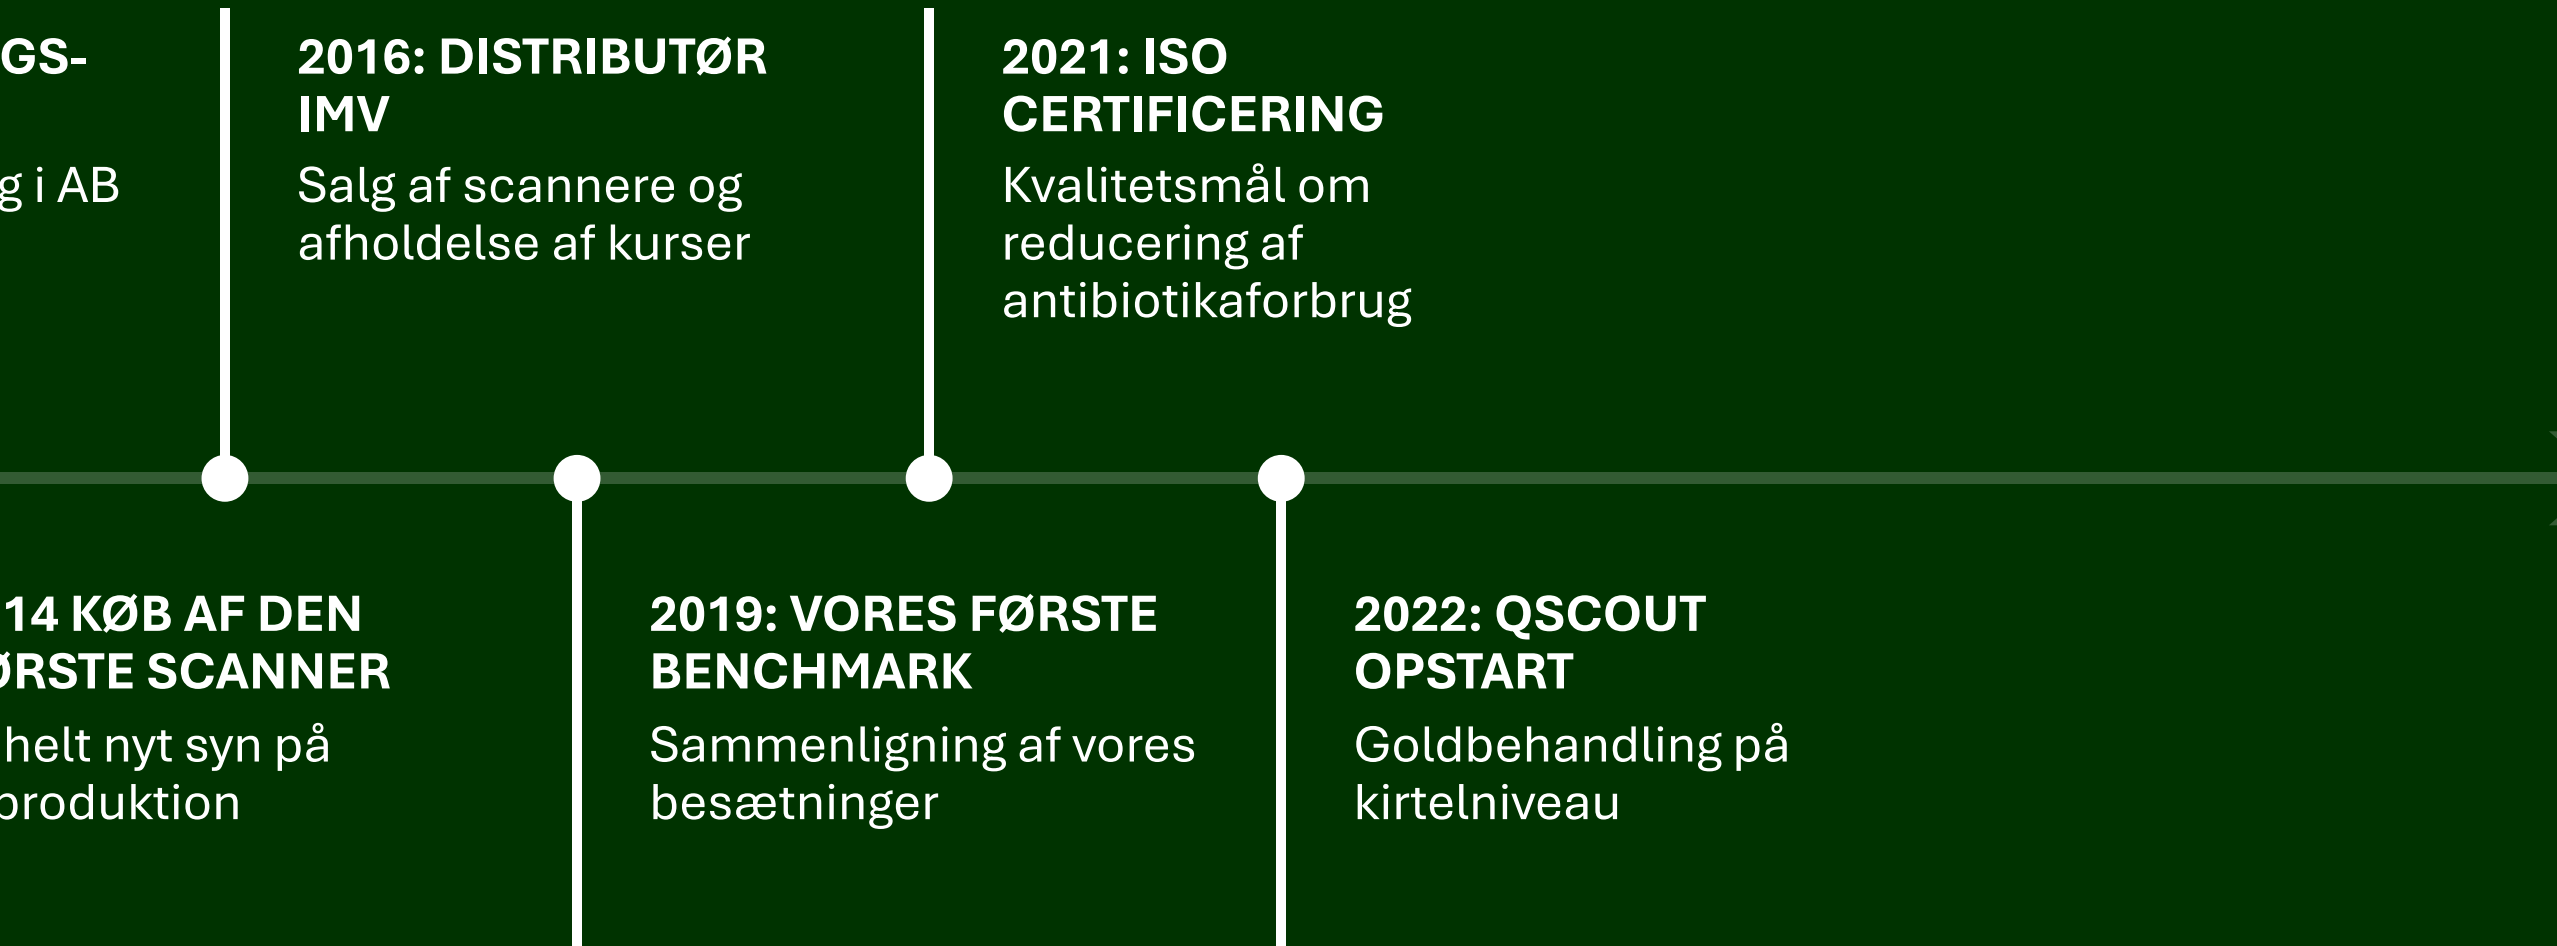 GS-
g i AB
2016: DISTRIBUTØR
IMV
Salg af scannere og
afholdelse af kurser
2021: ISO
CERTIFICERING
Kvalitetsmål om
reducering af
antibiotikaforbrug
14 KØB AF DEN
ØRSTE SCANNER
helt nyt syn på
produktion
2019: VORES FØRSTE
BENCHMARK
Sammenligning af vores
besætninger
2022: QSCOUT
OPSTART
Goldbehandling på
kirtelniveau